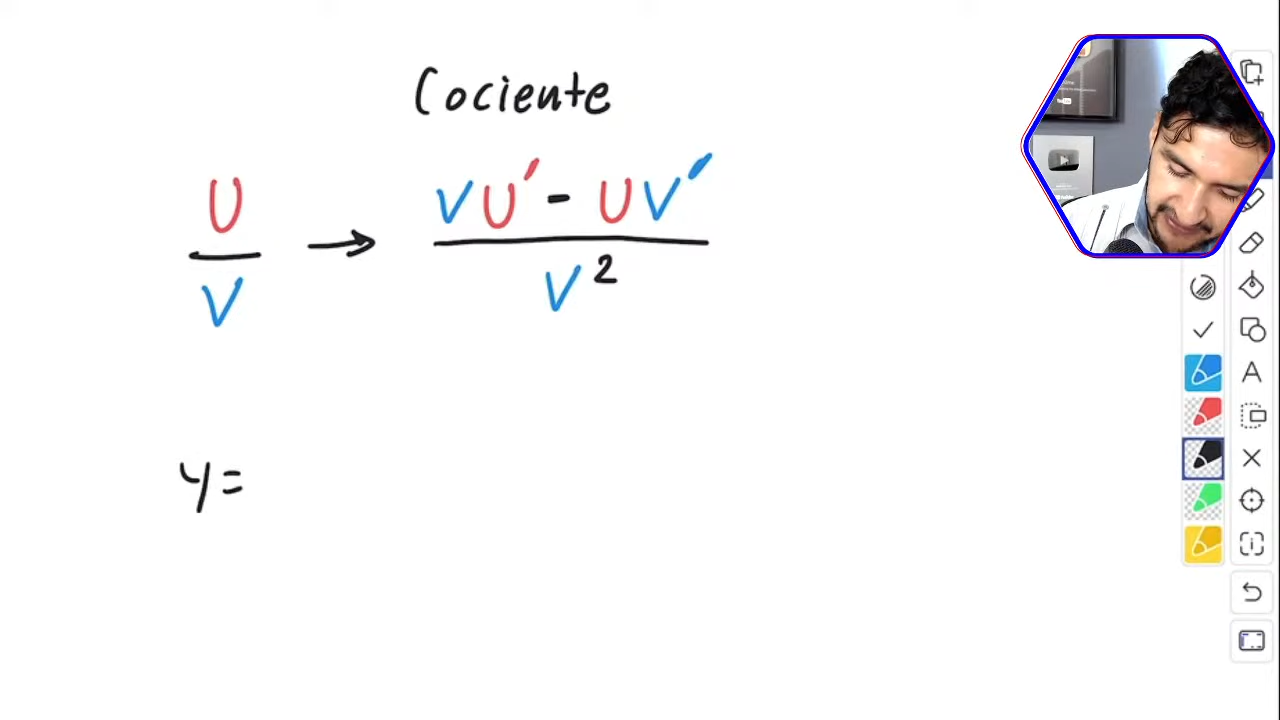 Cociente
U/V → (VU' - UV')/V²
y =